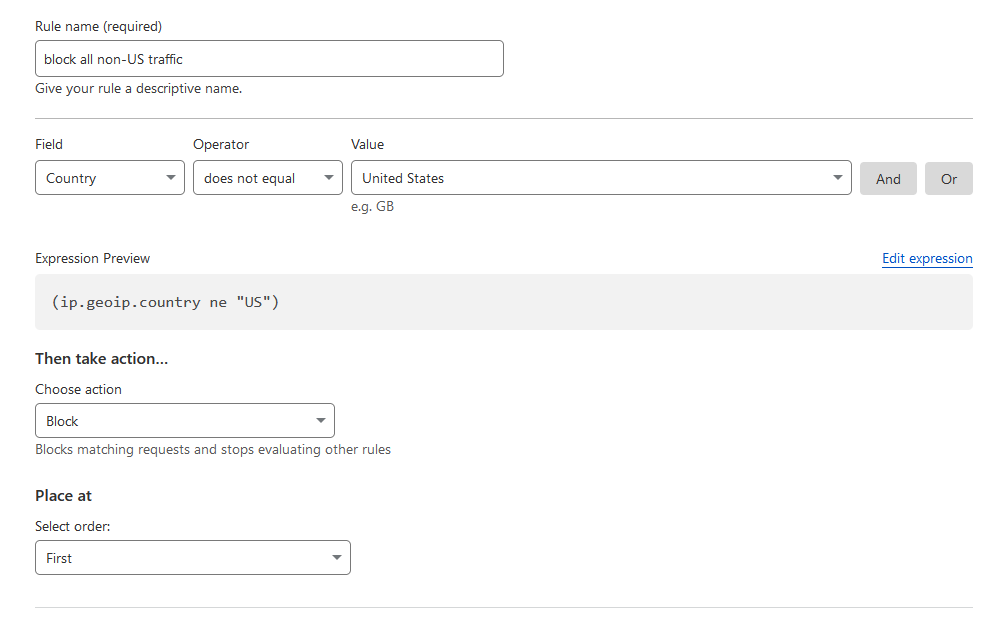 Rule name (required)
block all non-US traffic
Give your rule a descriptive name.
Field Operator Value
Country does not equal United States And Or
e.g. GB
Expression Preview Edit expression
(ip.geoip.country ne "US")
Then take action...
Choose action
Block
Blocks matching requests and stops evaluating other rules
Place at
Select order:
First